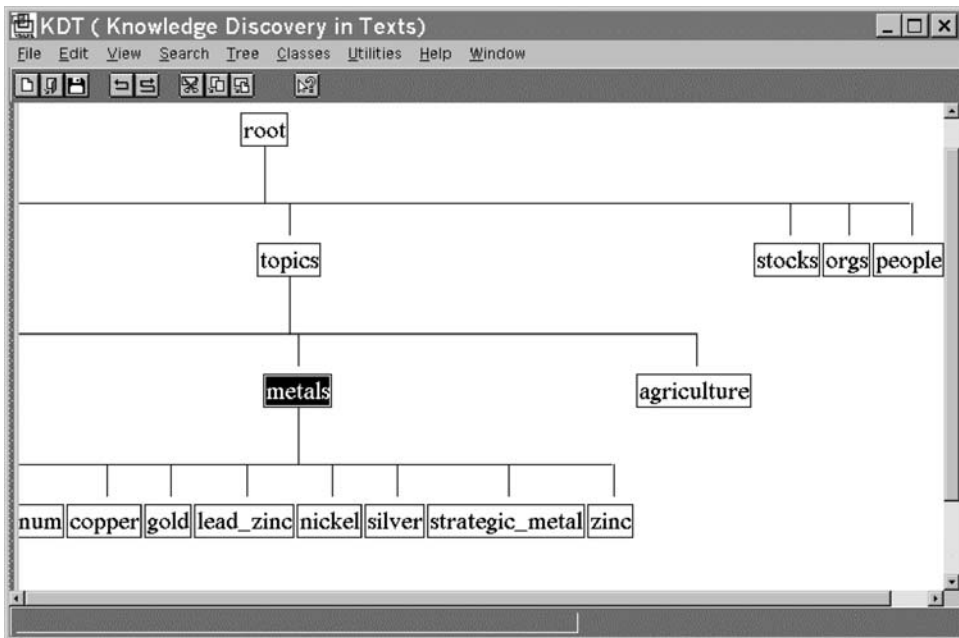 KDT ( Knowledge Discovery in Texts)
File Edit View Search Tree Classes Utilities Help Window
root
topics stocks orgs people
metals agriculture
num copper gold lead_zinc nickel silver strategic_metal zinc